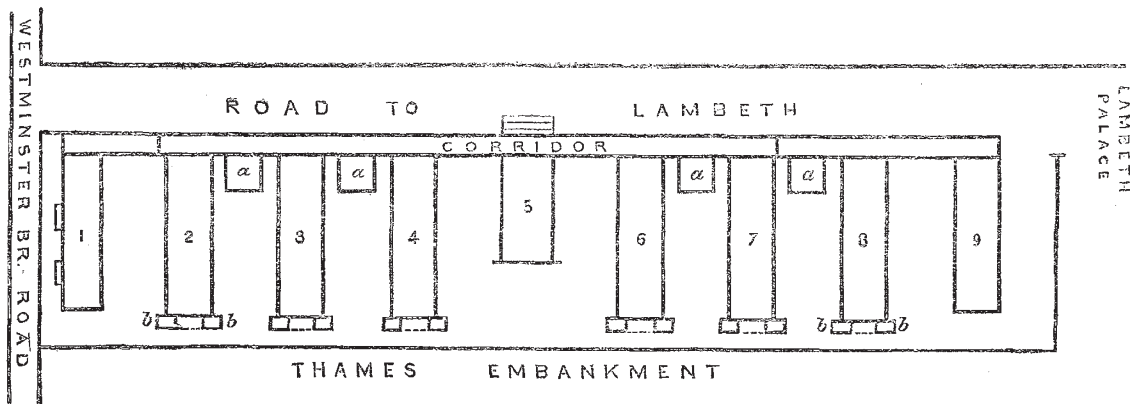 WESTMINSTER BR. ROAD
ROAD TO LAMBETH
LAMBETH
PALACE
CORRIDOR
a a a a
1 2 3 4 5 6 7 8 9
b b b b
THAMES EMBANKMENT